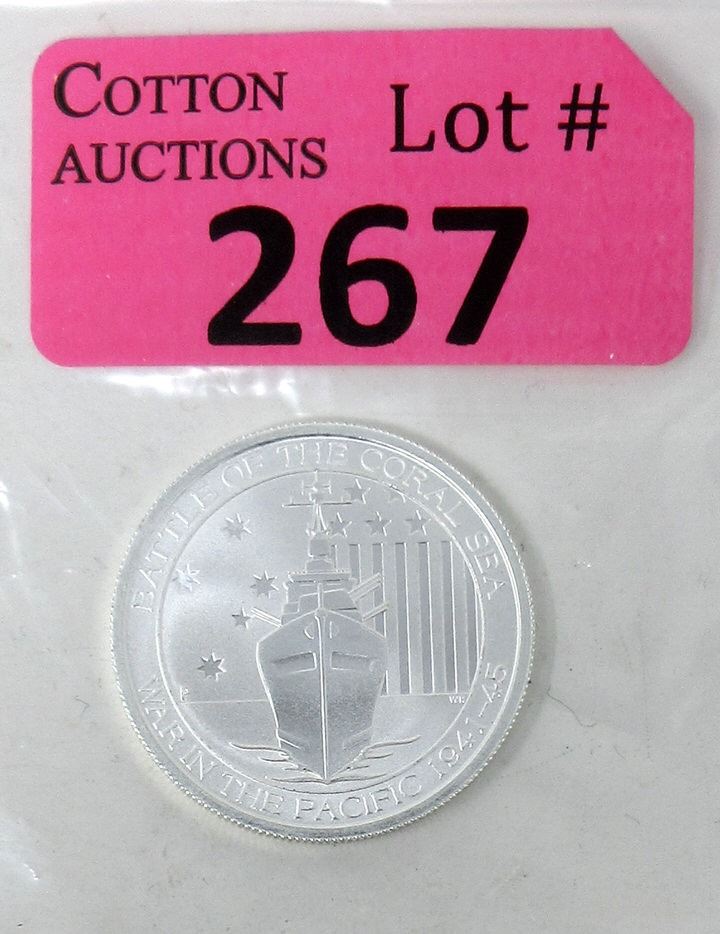 COTTON
AUCTIONS
Lot #
267
BATTLE OF THE CORAL SEA
WAR IN THE PACIFIC 1941-45
P